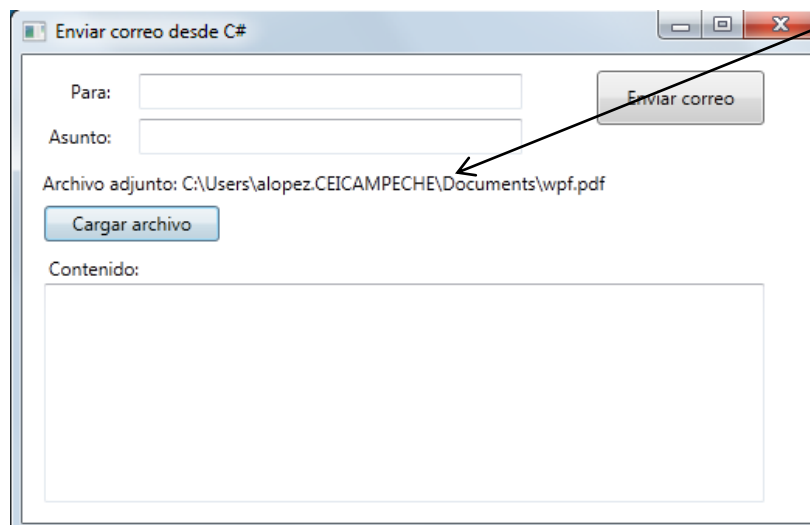 Enviar correo desde C#
Para:
Enviar correo
Asunto:
Archivo adjunto: C:\Users\alopez.CEICAMPECHE\Documents\wpf.pdf
Cargar archivo
Contenido: